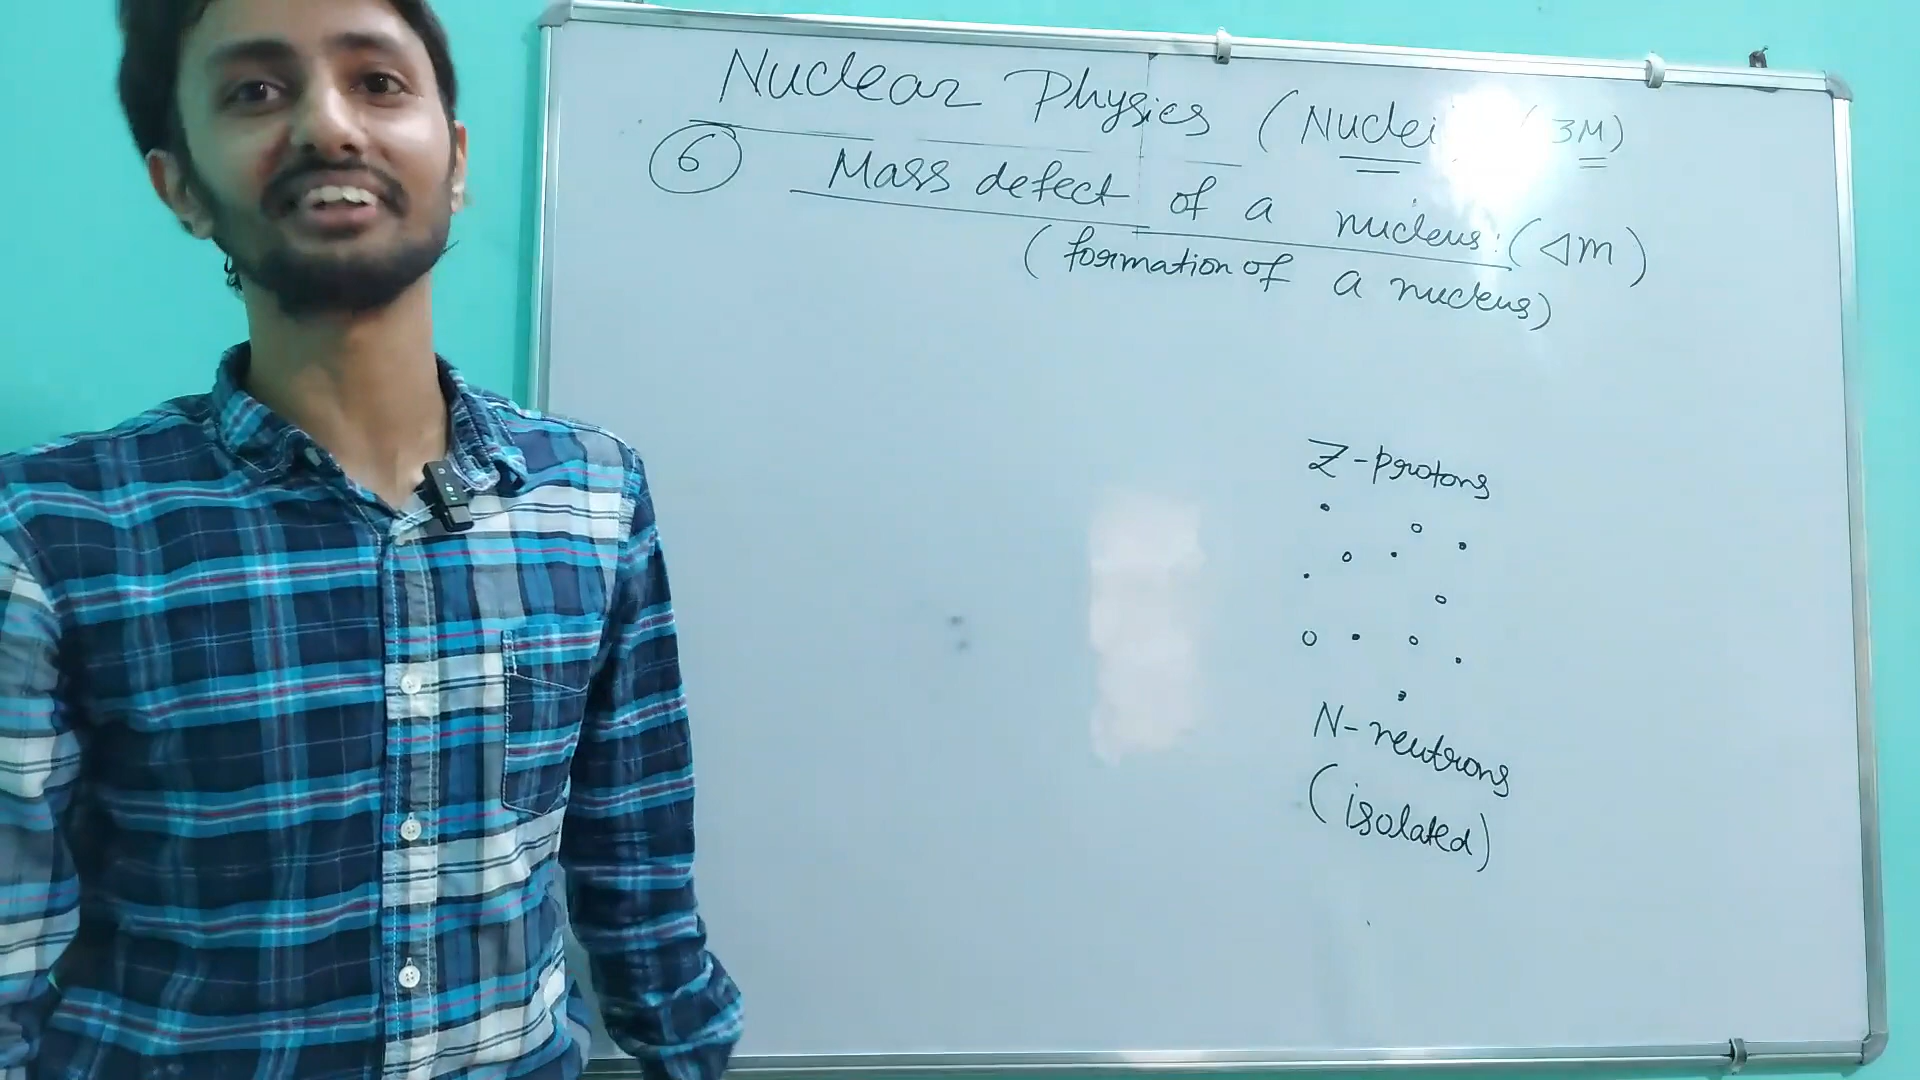 Nuclear Physics (Nuclei) (3M)
6 Mass defect of a nucleus: (Δm)
(formation of a nucleus)
Z-protons
N-neutrons
(isolated)